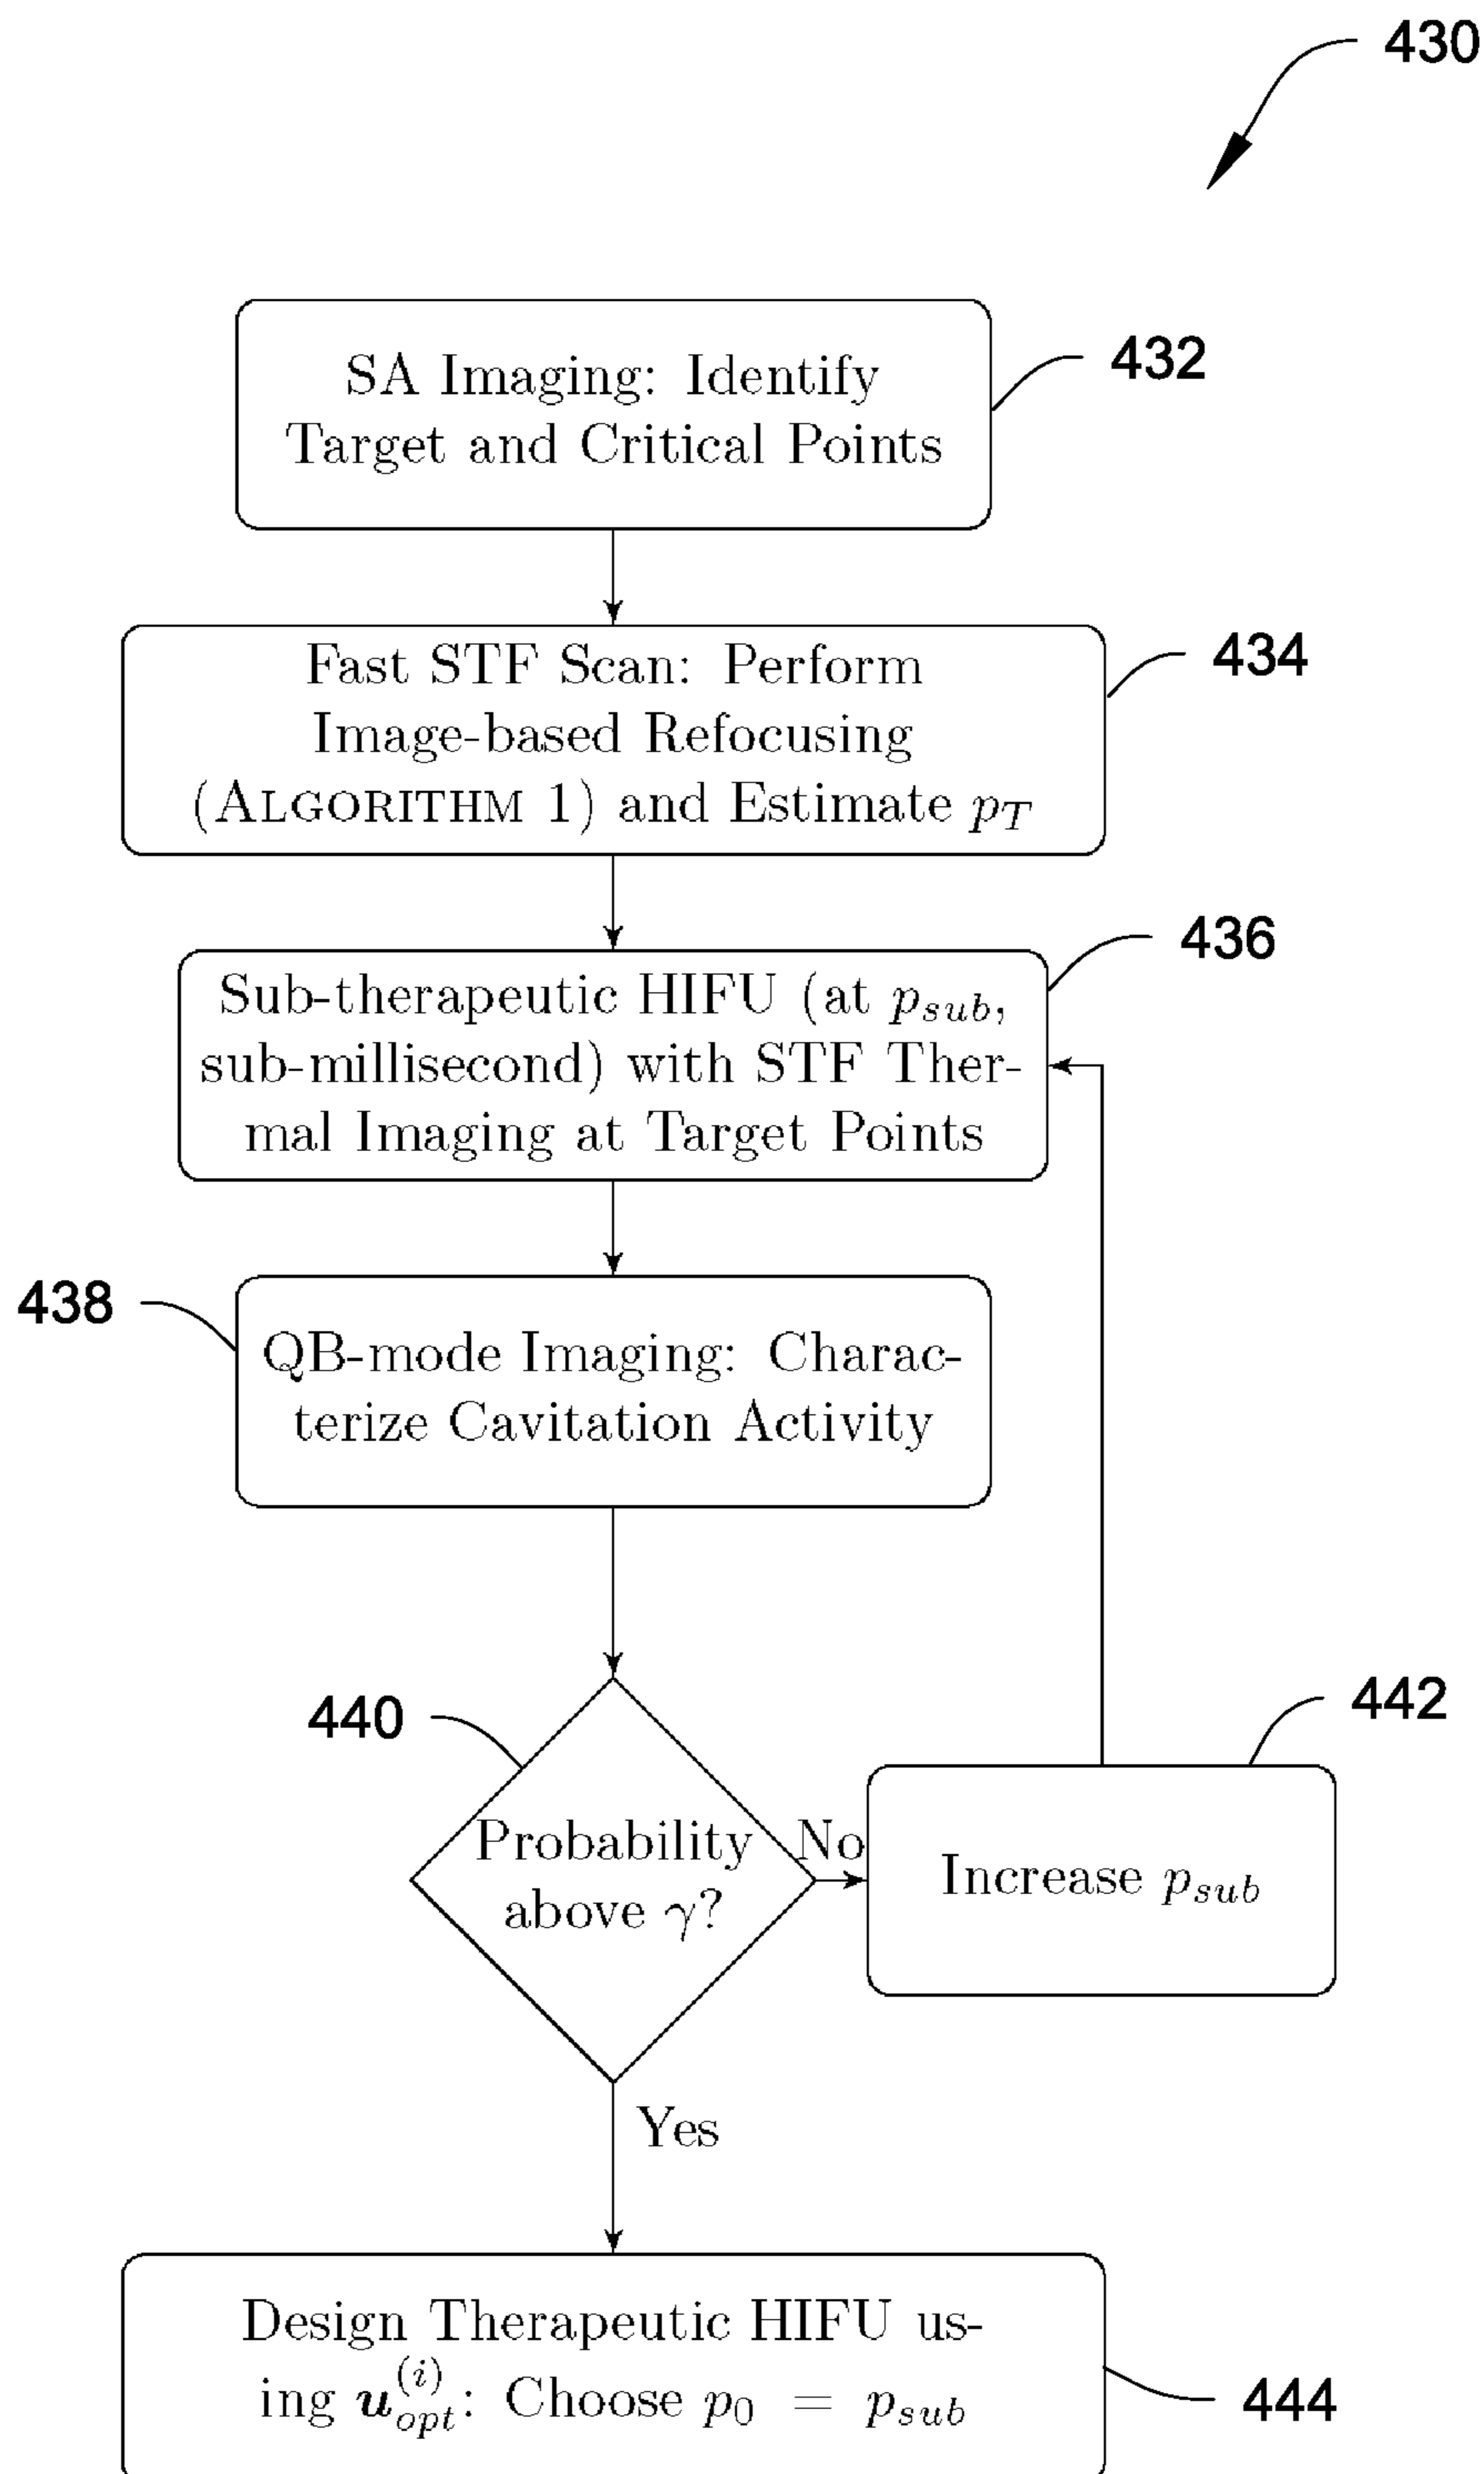 430
SA Imaging: Identify
Target and Critical Points
432
Fast STF Scan: Perform
Image-based Refocusing
(ALGORITHM 1) and Estimate p_T
434
Sub-therapeutic HIFU (at p_sub,
sub-millisecond) with STF Ther-
mal Imaging at Target Points
436
438
QB-mode Imaging: Charac-
terize Cavitation Activity
440
Probability
above γ?
No
442
Increase p_sub
Yes
Design Therapeutic HIFU us-
ing u_opt^(i): Choose p_0 = p_sub
444